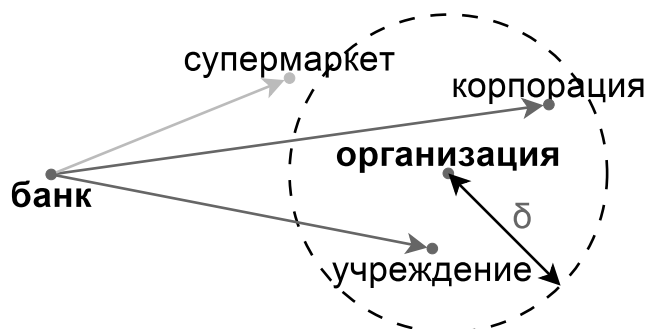 супермаркет
корпорация
организация
банк
δ
учреждение